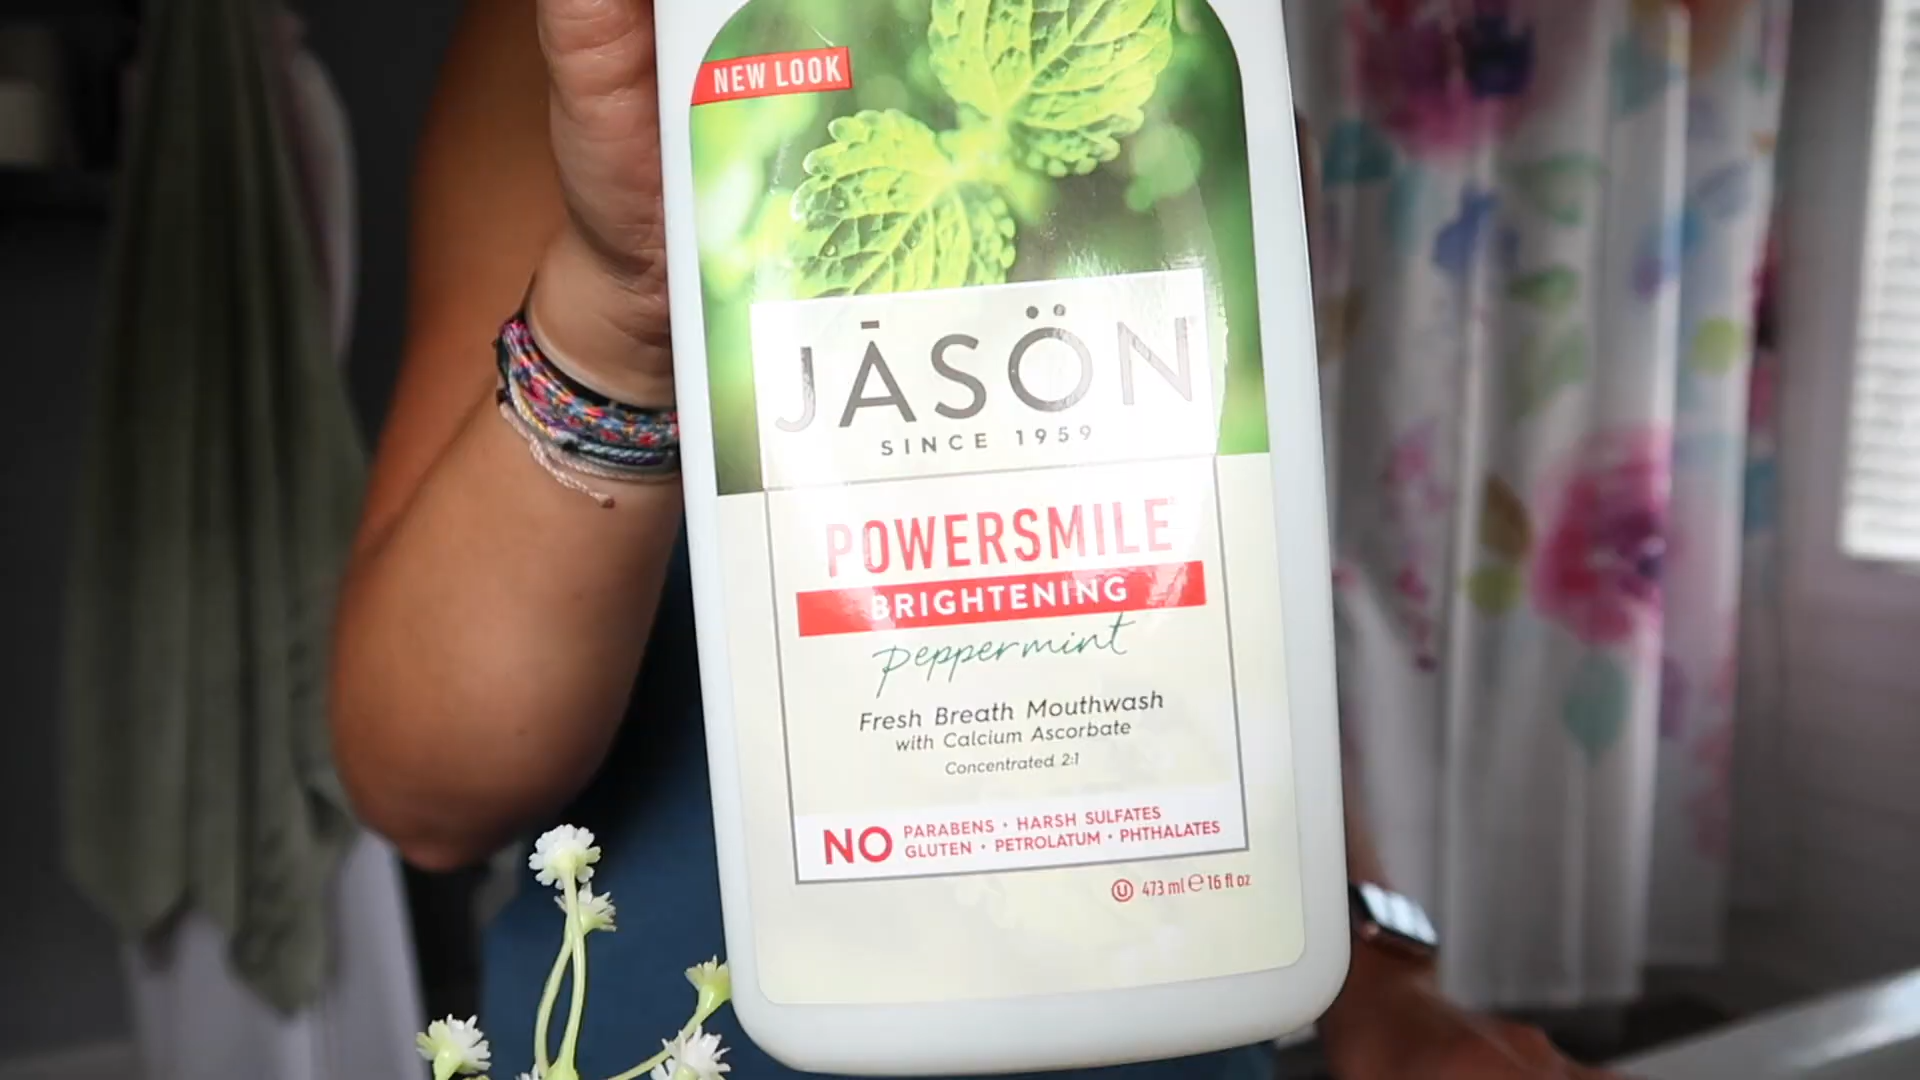 NEW LOOK
JĀSÖN
SINCE 1959
POWERSMILE
BRIGHTENING
peppermint
Fresh Breath Mouthwash
with Calcium Ascorbate
Concentrated 2:1
NO PARABENS • HARSH SULFATES
GLUTEN • PETROLATUM • PHTHALATES
U 473 ml ℮ 16 fl oz